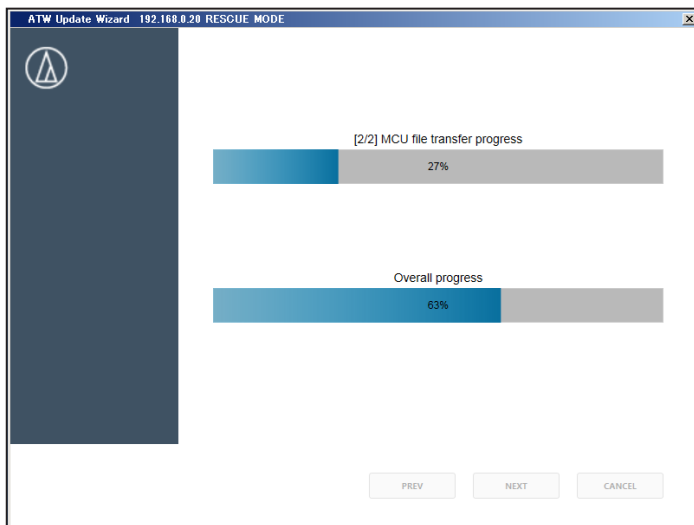 ATW Update Wizard 192.168.0.20 RESCUE MODE
[2/2] MCU file transfer progress
27%
Overall progress
63%
PREV NEXT CANCEL